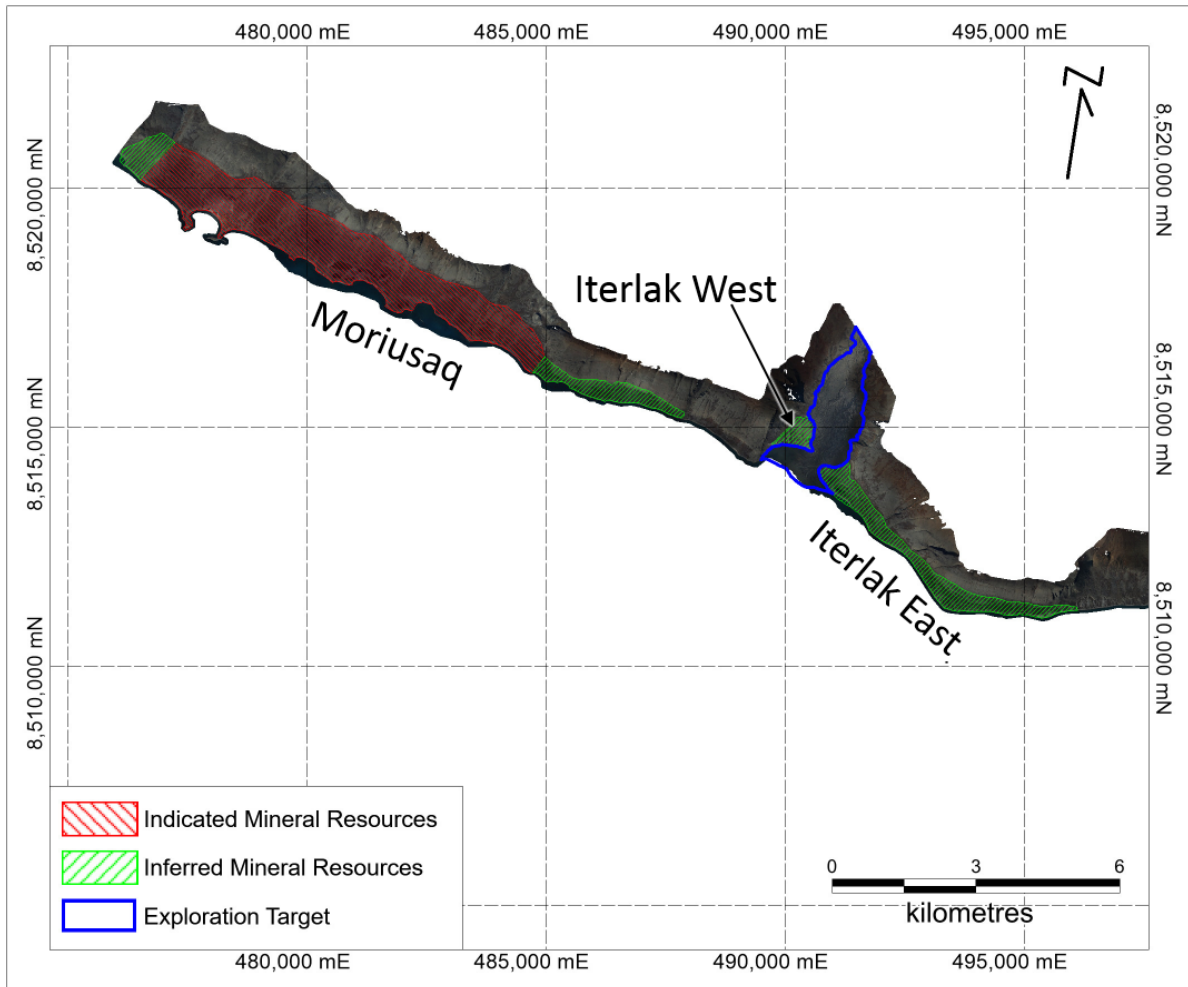 480,000 mE 485,000 mE 490,000 mE 495,000 mE
N
8,520,000 mN
8,520,000 mN
Iterlak West
Moriusaq
8,515,000 mN
8,515,000 mN
Iterlak East
8,510,000 mN
8,510,000 mN
Indicated Mineral Resources
Inferred Mineral Resources
Exploration Target
0 3 6
kilometres
480,000 mE 485,000 mE 490,000 mE 495,000 mE